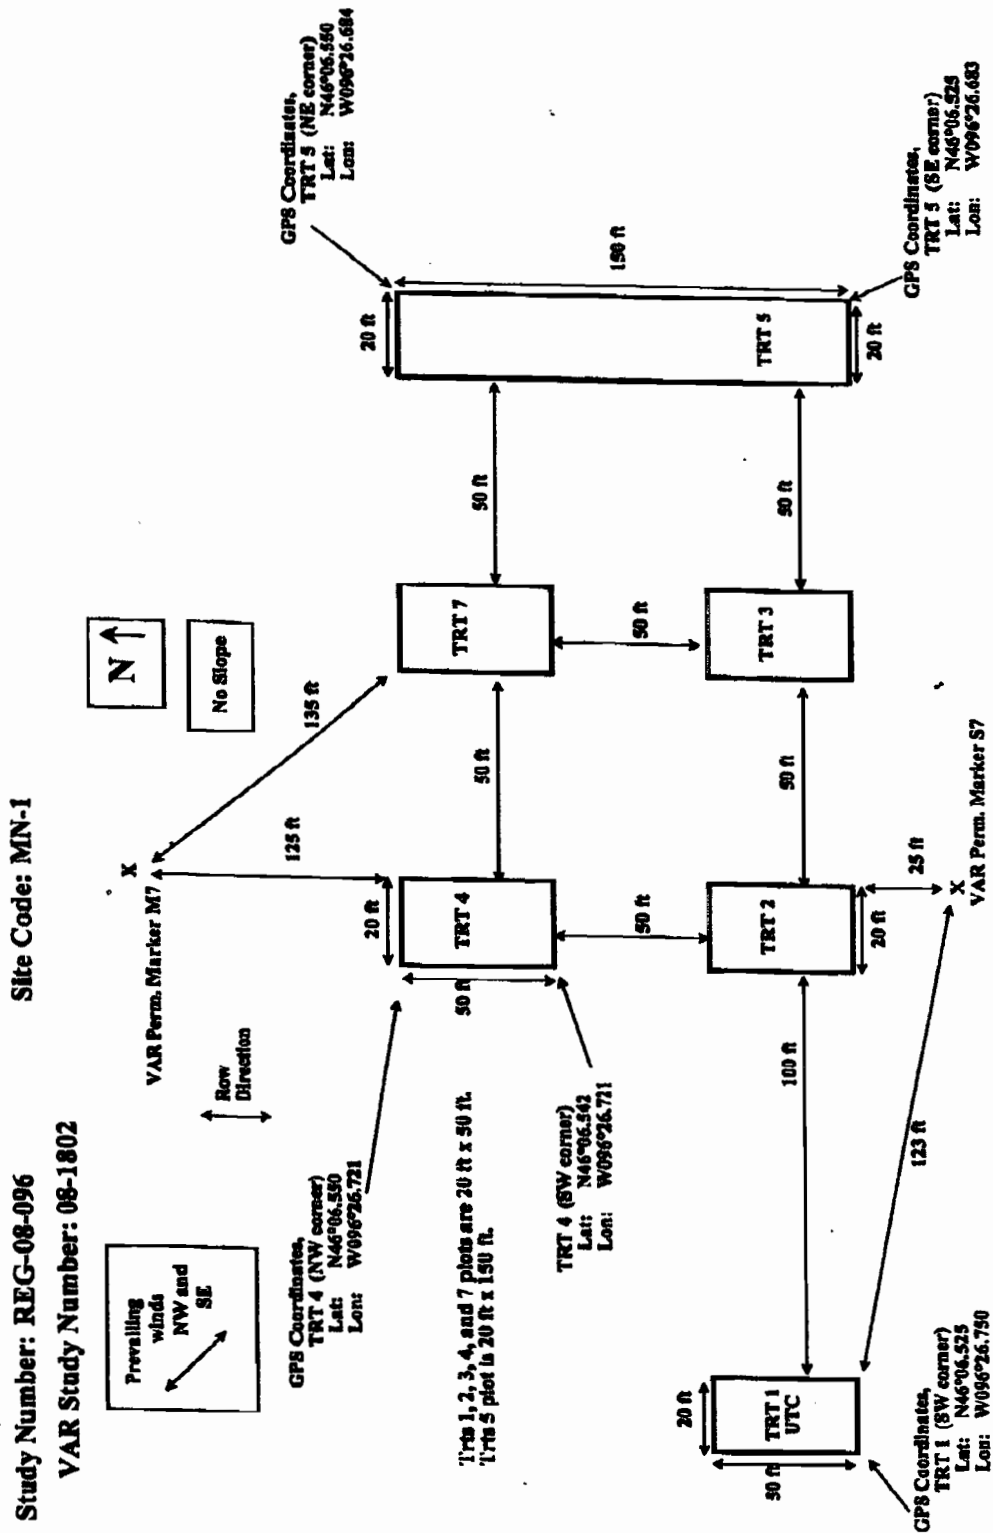 Study Number: REG-08-096
Site Code: MN-1
VAR Study Number: 08-1802
Prevailing
winds
NW and
SE
Row
Direction
X
VAR Perm. Marker M7
N
No Slope
125 ft
135 ft
GPS Coordinates,
TRT 4 (NW corner)
Lat: N46°06.550
Lon: W096°26.721
GPS Coordinates,
TRT 5 (NE corner)
Lat: N46°06.550
Lon: W096°26.684
20 ft
50 ft
TRT 4
50 ft
TRT 7
50 ft
20 ft
150 ft
TRT 5
20 ft
Trts 1, 2, 3, 4, and 7 plots are 20 ft x 50 ft.
Trts 5 plot is 20 ft x 150 ft.
TRT 4 (SW corner)
Lat: N46°06.542
Lon: W096°26.721
50 ft
50 ft
20 ft
50 ft
TRT 1
UTC
100 ft
TRT 2
20 ft
50 ft
TRT 3
50 ft
GPS Coordinates,
TRT 1 (SW corner)
Lat: N46°06.525
Lon: W096°26.750
123 ft
25 ft
X
VAR Perm. Marker S7
GPS Coordinates,
TRT 5 (SE corner)
Lat: N46°06.525
Lon: W096°26.683